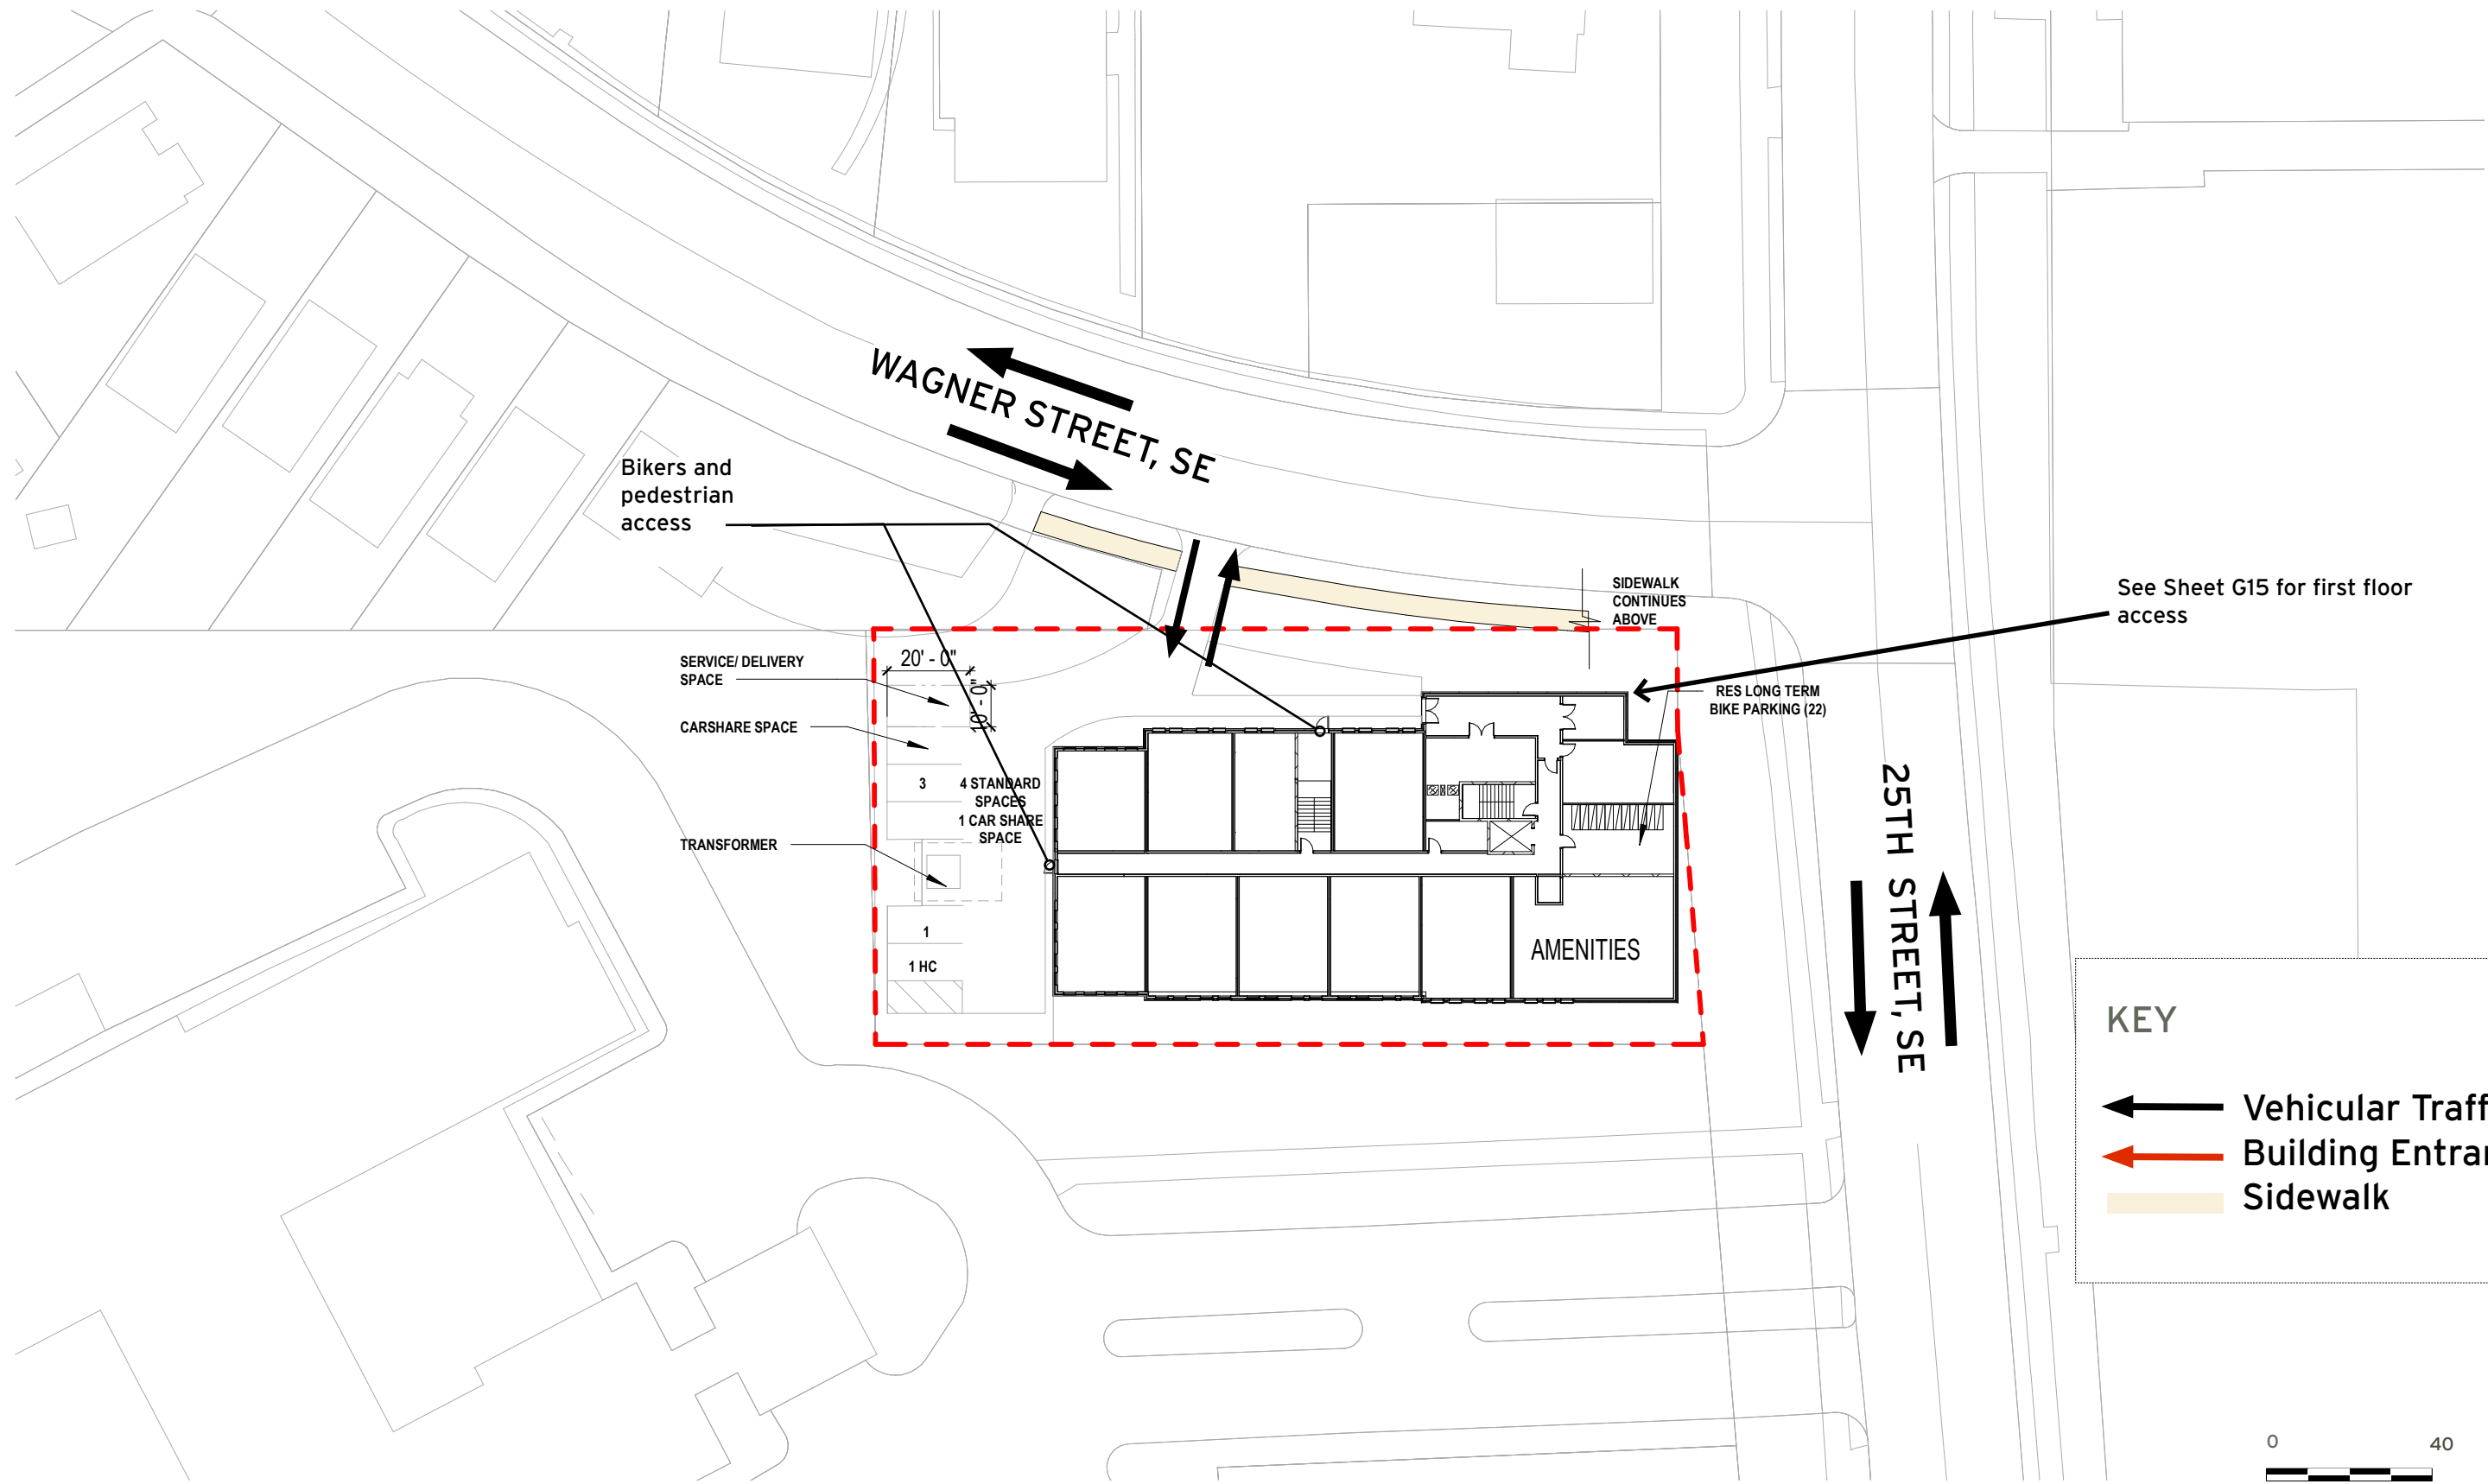 WAGNER STREET, SE
Bikers and
pedestrian
access
SIDEWALK
CONTINUES
ABOVE
See Sheet G15 for first floor
access
SERVICE/ DELIVERY
SPACE
20' - 0"
10' - 0"
RES LONG TERM
BIKE PARKING (22)
CARSHARE SPACE
3
4 STANDARD
SPACES
1 CAR SHARE
SPACE
TRANSFORMER
25TH STREET, SE
1
1 HC
AMENITIES
KEY
Vehicular Traff
Building Entran
Sidewalk
0
40